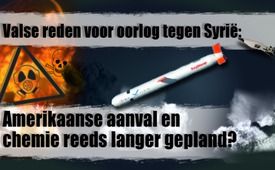 Valse reden voor oorlog tegen Syrië:
Amerikaanse aanval en
chemie reeds langer gepland?